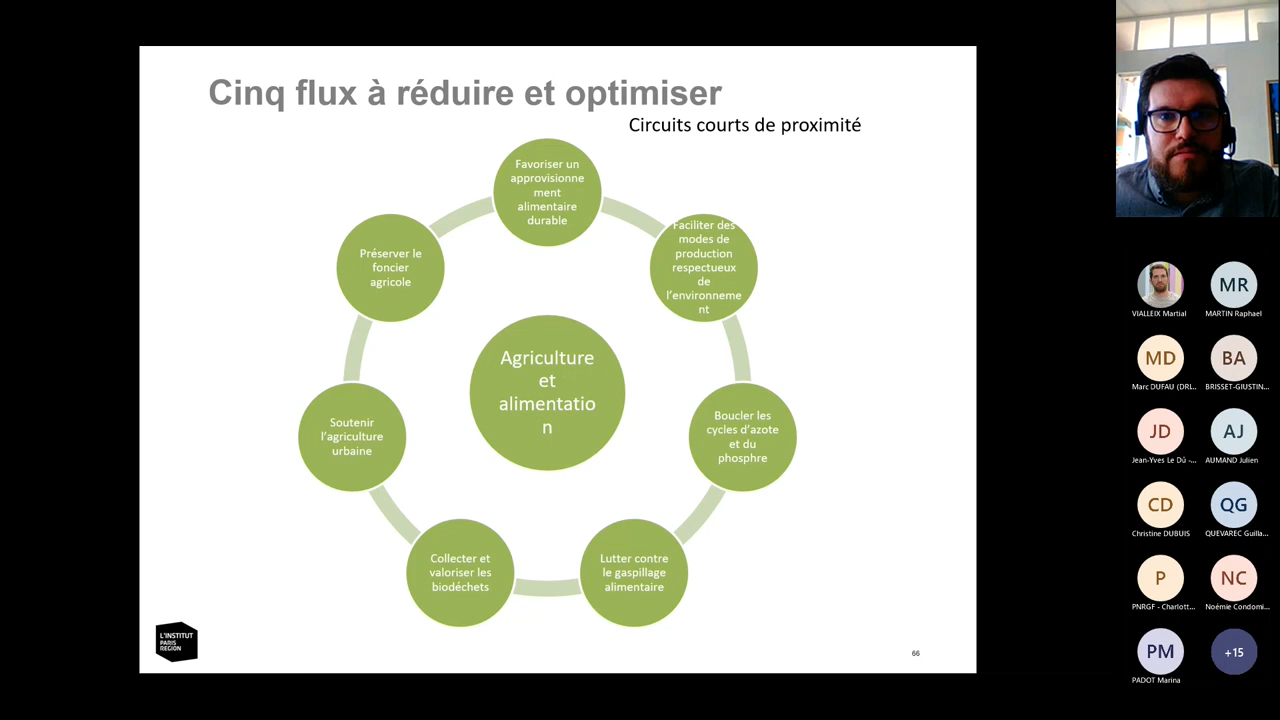 Cinq flux à réduire et optimiser
Circuits courts de proximité
Favoriser un
approvisionne
ment
alimentaire
durable
Faciliter des
modes de
production
respectueux
de
l'environneme
nt
Boucler les
cycles d'azote
et du
phosphre
Lutter contre
le gaspillage
alimentaire
Collecter et
valoriser les
biodéchets
Soutenir
l'agriculture
urbaine
Préserver le
foncier
agricole
Agriculture
et
alimentatio
n
L'INSTITUT
PARIS
REGION
66
VIALLEIX Martial
MR
MARTIN Raphael
MD
Marc DUFAU (DRI...
BA
BRISSET-GIUSTIN...
JD
Jean-Yves Le Dû -...
AJ
AUMAND Julien
CD
Christine DUBUIS
QG
QUEVAREC Guilla...
P
PNRGF - Charlott...
NC
Noémie Condomi...
PM
PADOT Marina
+15